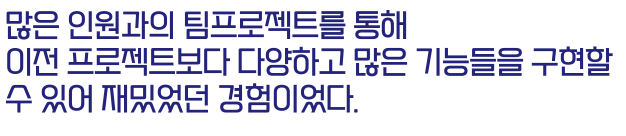 많은 인원과의 팀프로젝트를 통해
이전 프로젝트보다 다양하고 많은 기능들을 구현할
수 있어 재밌었던 경험이었다.